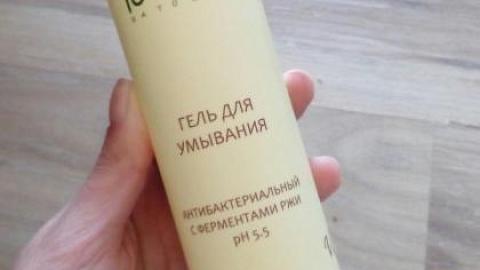 ГЕЛЬ ДЛЯ
УМЫВАНИЯ
АНТИБАКТЕРИАЛЬНЫЙ
С ФЕРМЕНТАМИ РЖИ
pH 5.5